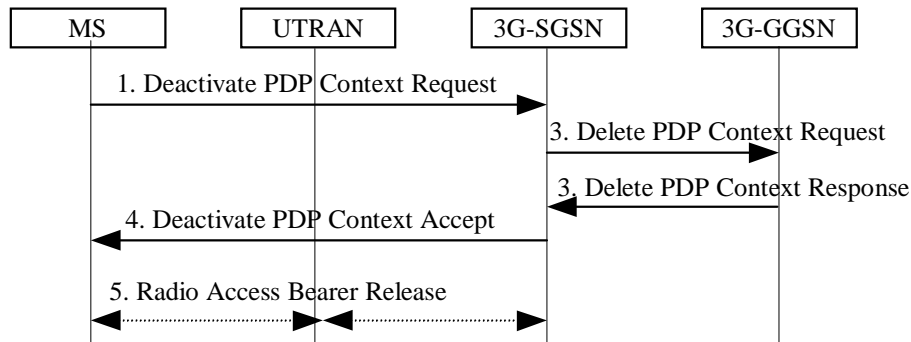 MS
UTRAN
3G-SGSN
3G-GGSN
1. Deactivate PDP Context Request
3. Delete PDP Context Request
3. Delete PDP Context Response
4. Deactivate PDP Context Accept
5. Radio Access Bearer Release